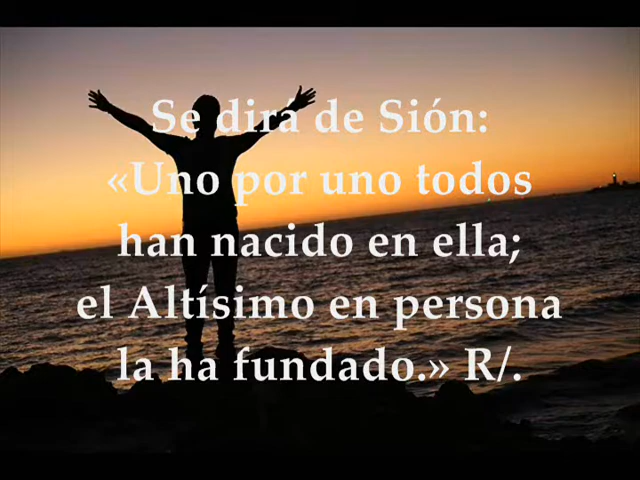 Se dirá de Sión:
«Uno por uno todos
han nacido en ella;
el Altísimo en persona
la ha fundado.» R/.